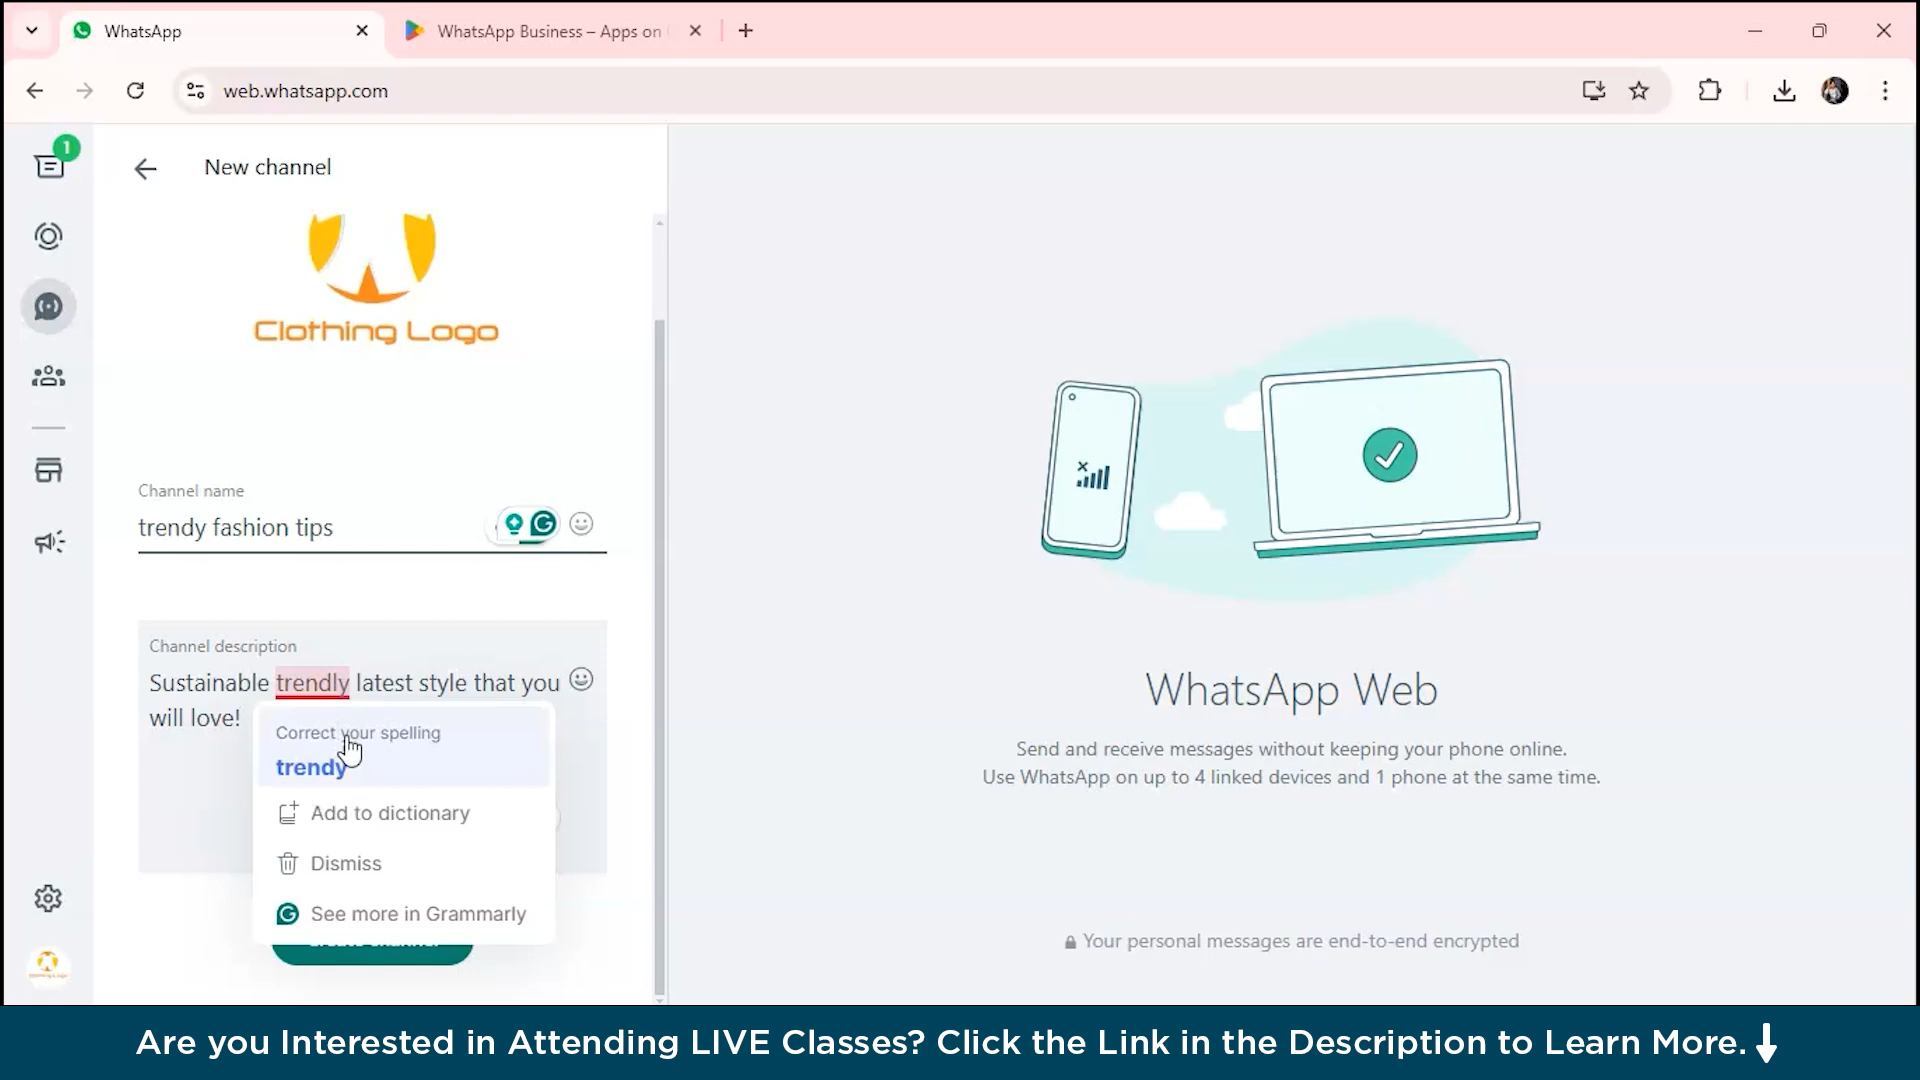 WhatsApp
WhatsApp Business – Apps on
web.whatsapp.com
1
New channel
Clothing Logo
Channel name
trendy fashion tips
Channel description
Sustainable trendly latest style that you
will love!
Correct your spelling
trendy
Add to dictionary
Dismiss
See more in Grammarly
WhatsApp Web
Send and receive messages without keeping your phone online.
Use WhatsApp on up to 4 linked devices and 1 phone at the same time.
Your personal messages are end-to-end encrypted
Are you Interested in Attending LIVE Classes? Click the Link in the Description to Learn More.